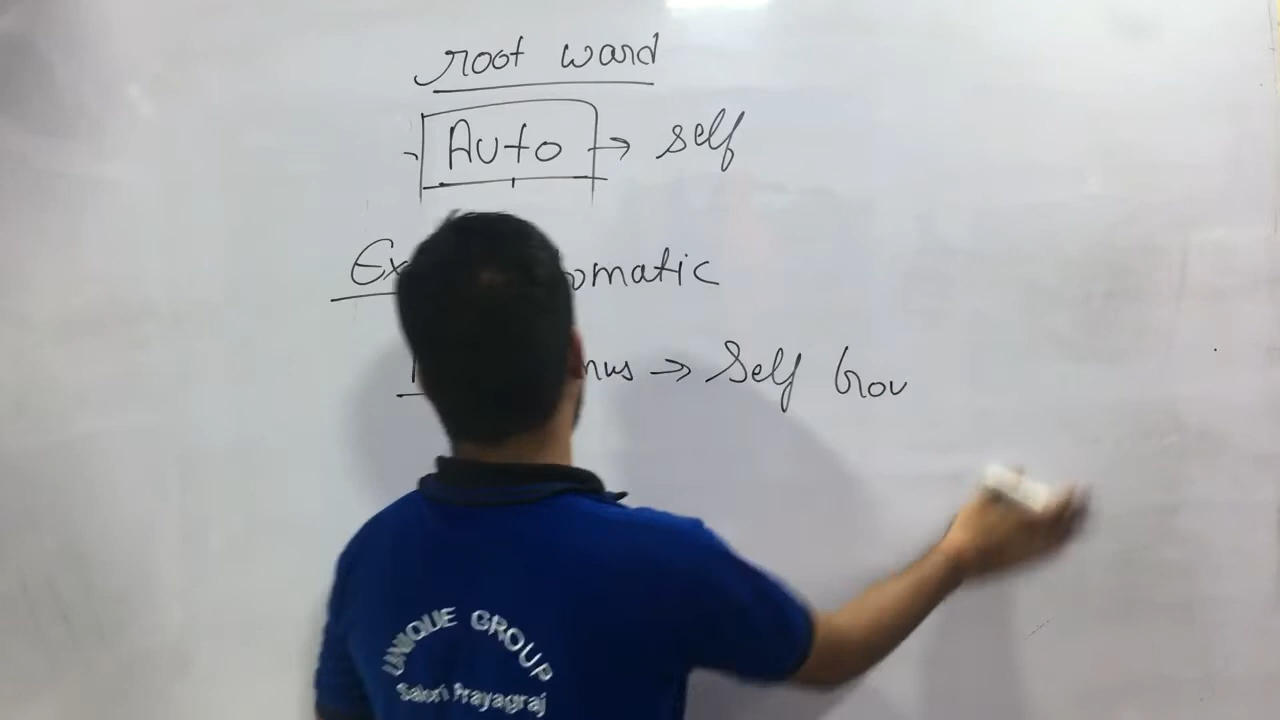 root word
Auto → self
Ex omatic
nus → Self Gov
UNIQUE GROUP
Salori Prayagraj